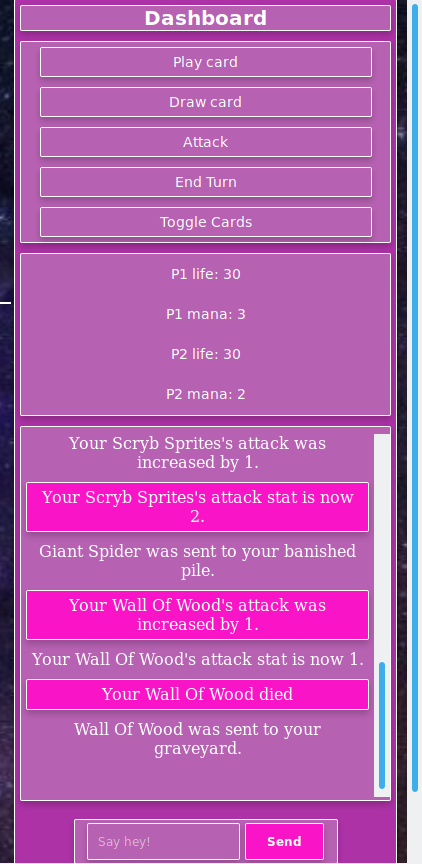 Dashboard
Play card
Draw card
Attack
End Turn
Toggle Cards
P1 life: 30
P1 mana: 3
P2 life: 30
P2 mana: 2
Your Scryb Sprites's attack was
increased by 1.
Your Scryb Sprites's attack stat is now
2.
Giant Spider was sent to your banished
pile.
Your Wall Of Wood's attack was
increased by 1.
Your Wall Of Wood's attack stat is now 1.
Your Wall Of Wood died
Wall Of Wood was sent to your
graveyard.
Say hey!
Send